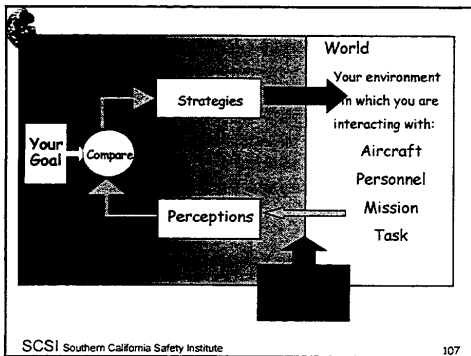 World
Your environment
in which you are
interacting with:
Aircraft
Personnel
Mission
Task
Strategies
Your
Goal
Compare
Perceptions
SCSI Southern California Safety Institute
107